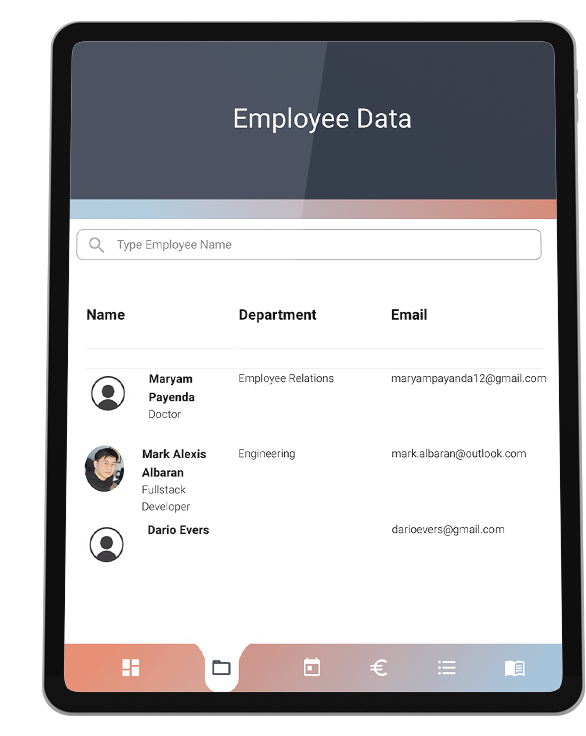 Employee Data
Type Employee Name
Name Department Email
Maryam Employee Relations maryampayanda12@gmail.com
Payenda
Doctor
Mark Alexis Engineering mark.albaran@outlook.com
Albaran
Fullstack
Developer
Dario Evers darioevers@gmail.com